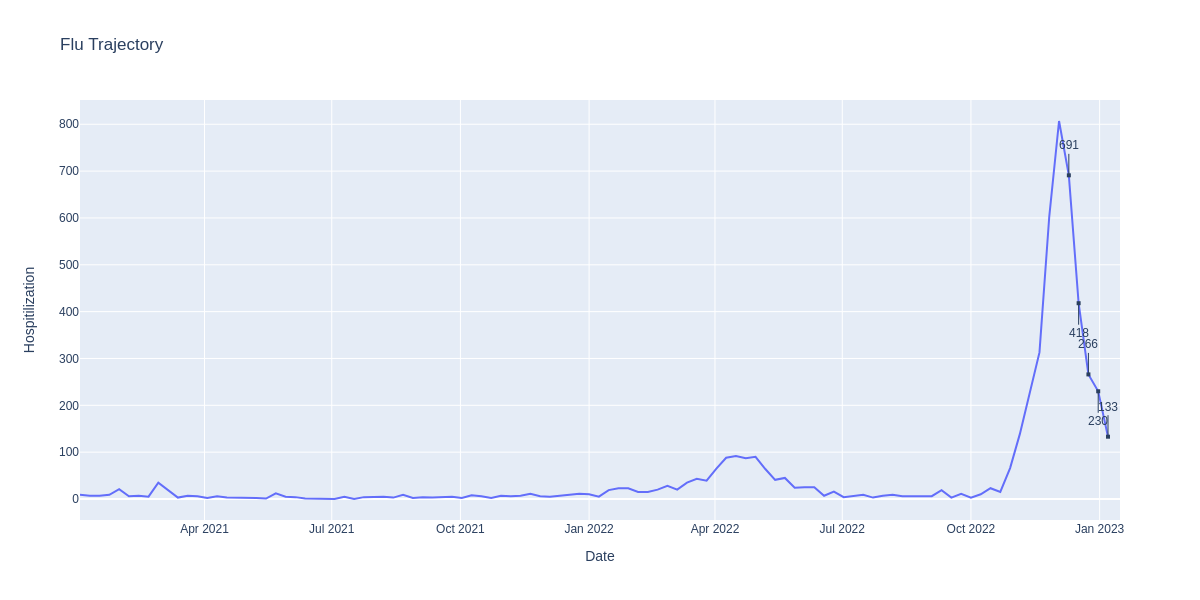 Flu Trajectory
800
700
600
500
400
300
200
100
0
Hospitilization
691
418
266
230
133
Apr 2021
Jul 2021
Oct 2021
Jan 2022
Apr 2022
Jul 2022
Oct 2022
Jan 2023
Date